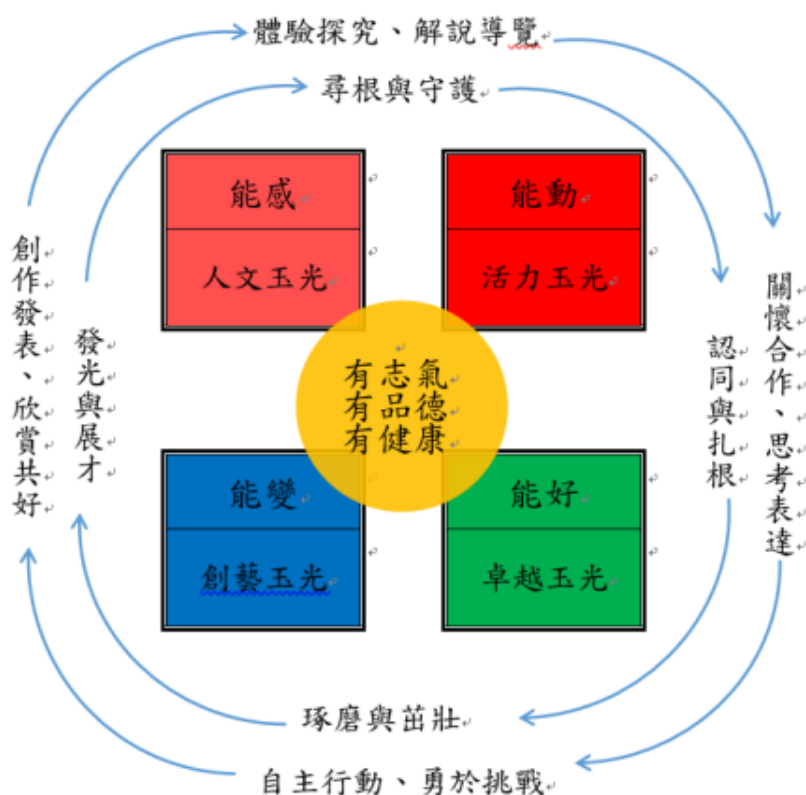 體驗探究、解說導覽
尋根與守護
能感
人文玉光
能動
活力玉光
創作發表、欣賞共好
發光與展才
有志氣
有品德
有健康
認同與扎根
關懷合作、思考表達
能變
創藝玉光
能好
卓越玉光
琢磨與茁壯
自主行動、勇於挑戰